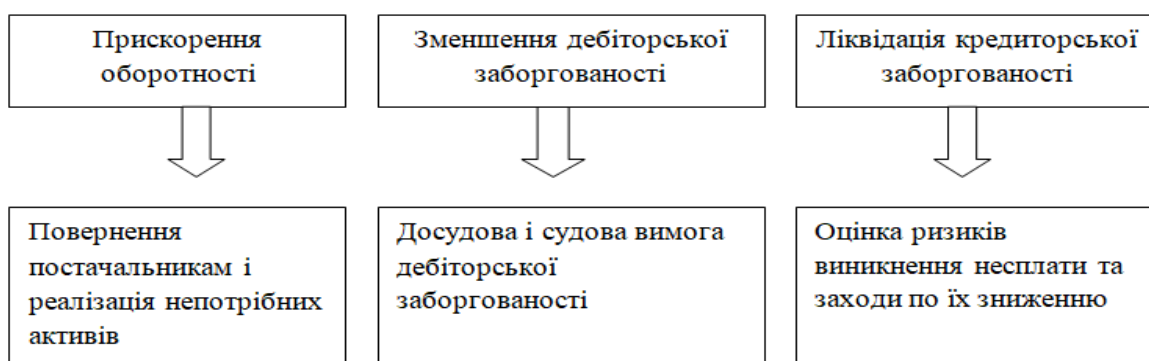 Прискорення
оборотності
Зменшення дебіторської
заборгованості
Ліквідація кредиторської
заборгованості
Повернення
постачальникам і
реалізація непотрібних
активів
Досудова і судова вимога
дебіторської
заборгованості
Оцінка ризиків
виникнення несплати та
заходи по їх зниженню